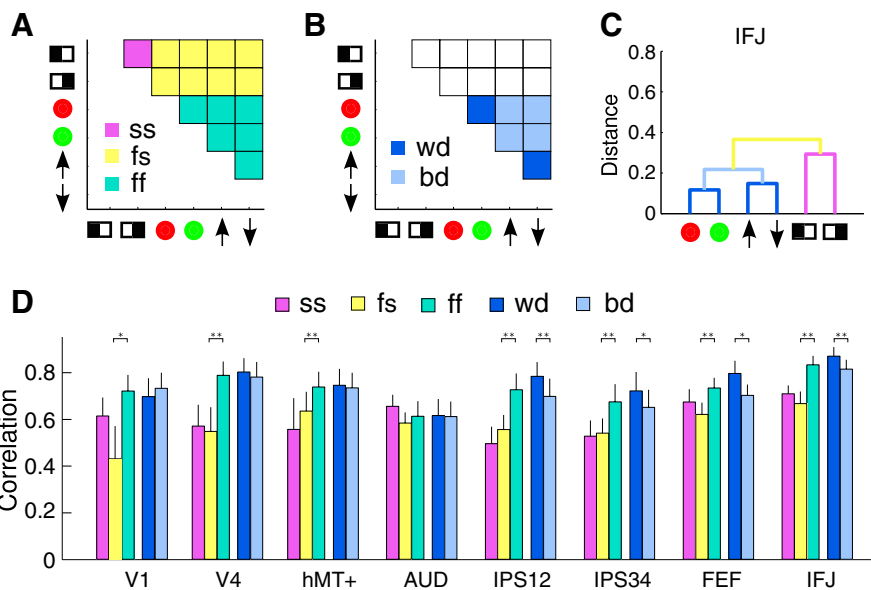 A
ss
fs
ff
B
wd
bd
C
IFJ
Distance
0.8
0.6
0.4
0.2
0
D
ss fs ff wd bd
Correlation
0.8
0.6
0.4
0.2
0
* ** ** ** ** ** * ** * ** **
V1 V4 hMT+ AUD IPS12 IPS34 FEF IFJ